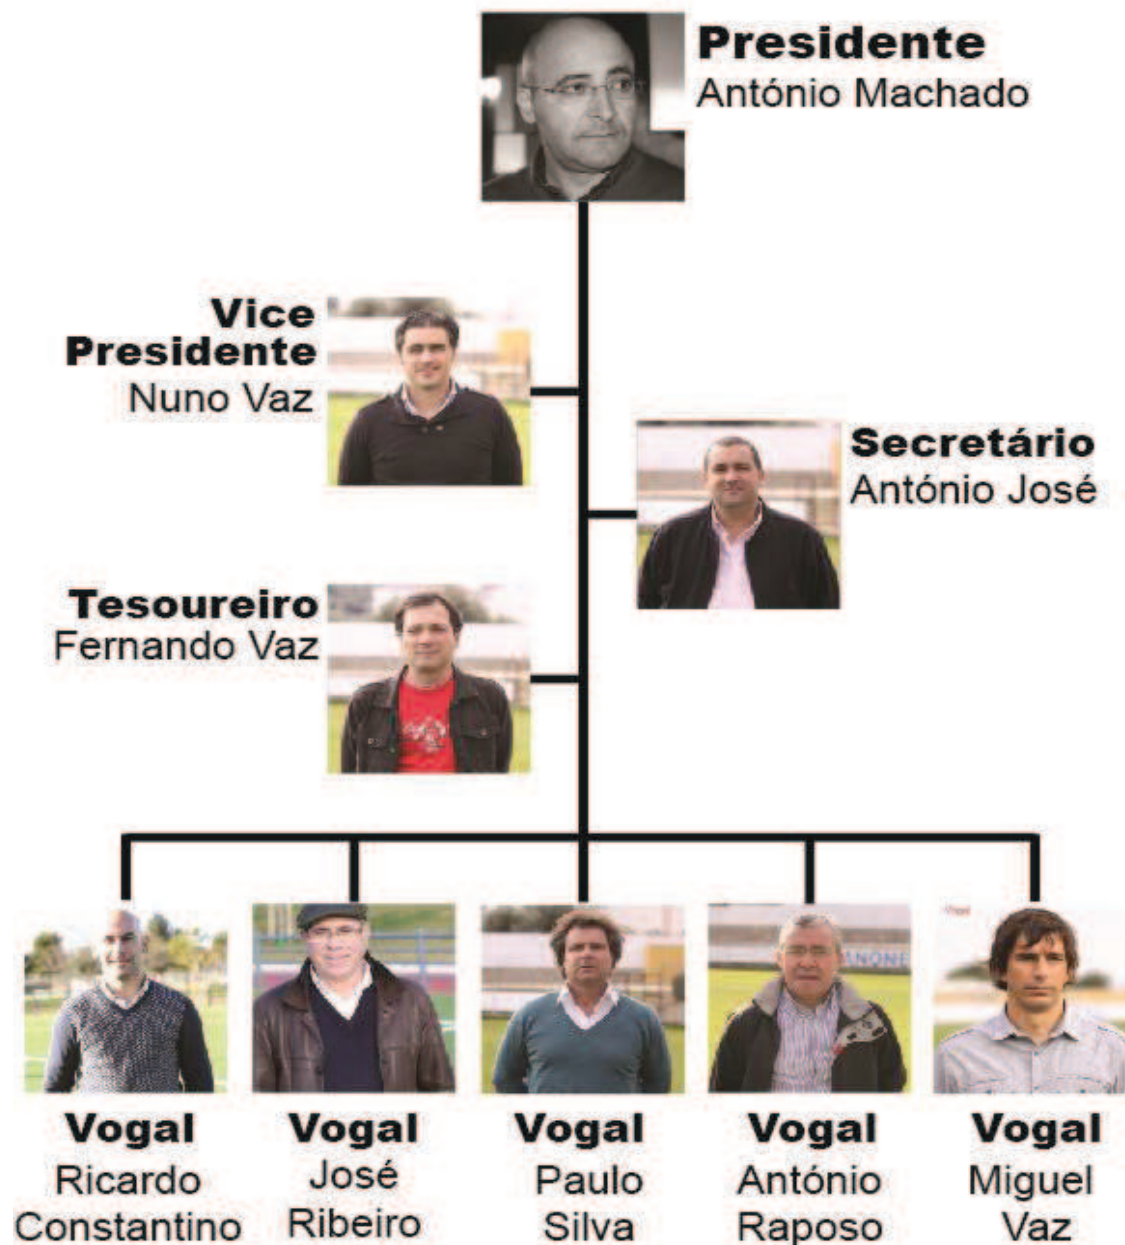 Presidente
António Machado
Vice
Presidente
Nuno Vaz
Secretário
António José
Tesoureiro
Fernando Vaz
ANONE
Vogal
Ricardo
Constantino
Vogal
José
Ribeiro
Vogal
Paulo
Silva
Vogal
António
Raposo
Vogal
Miguel
Vaz